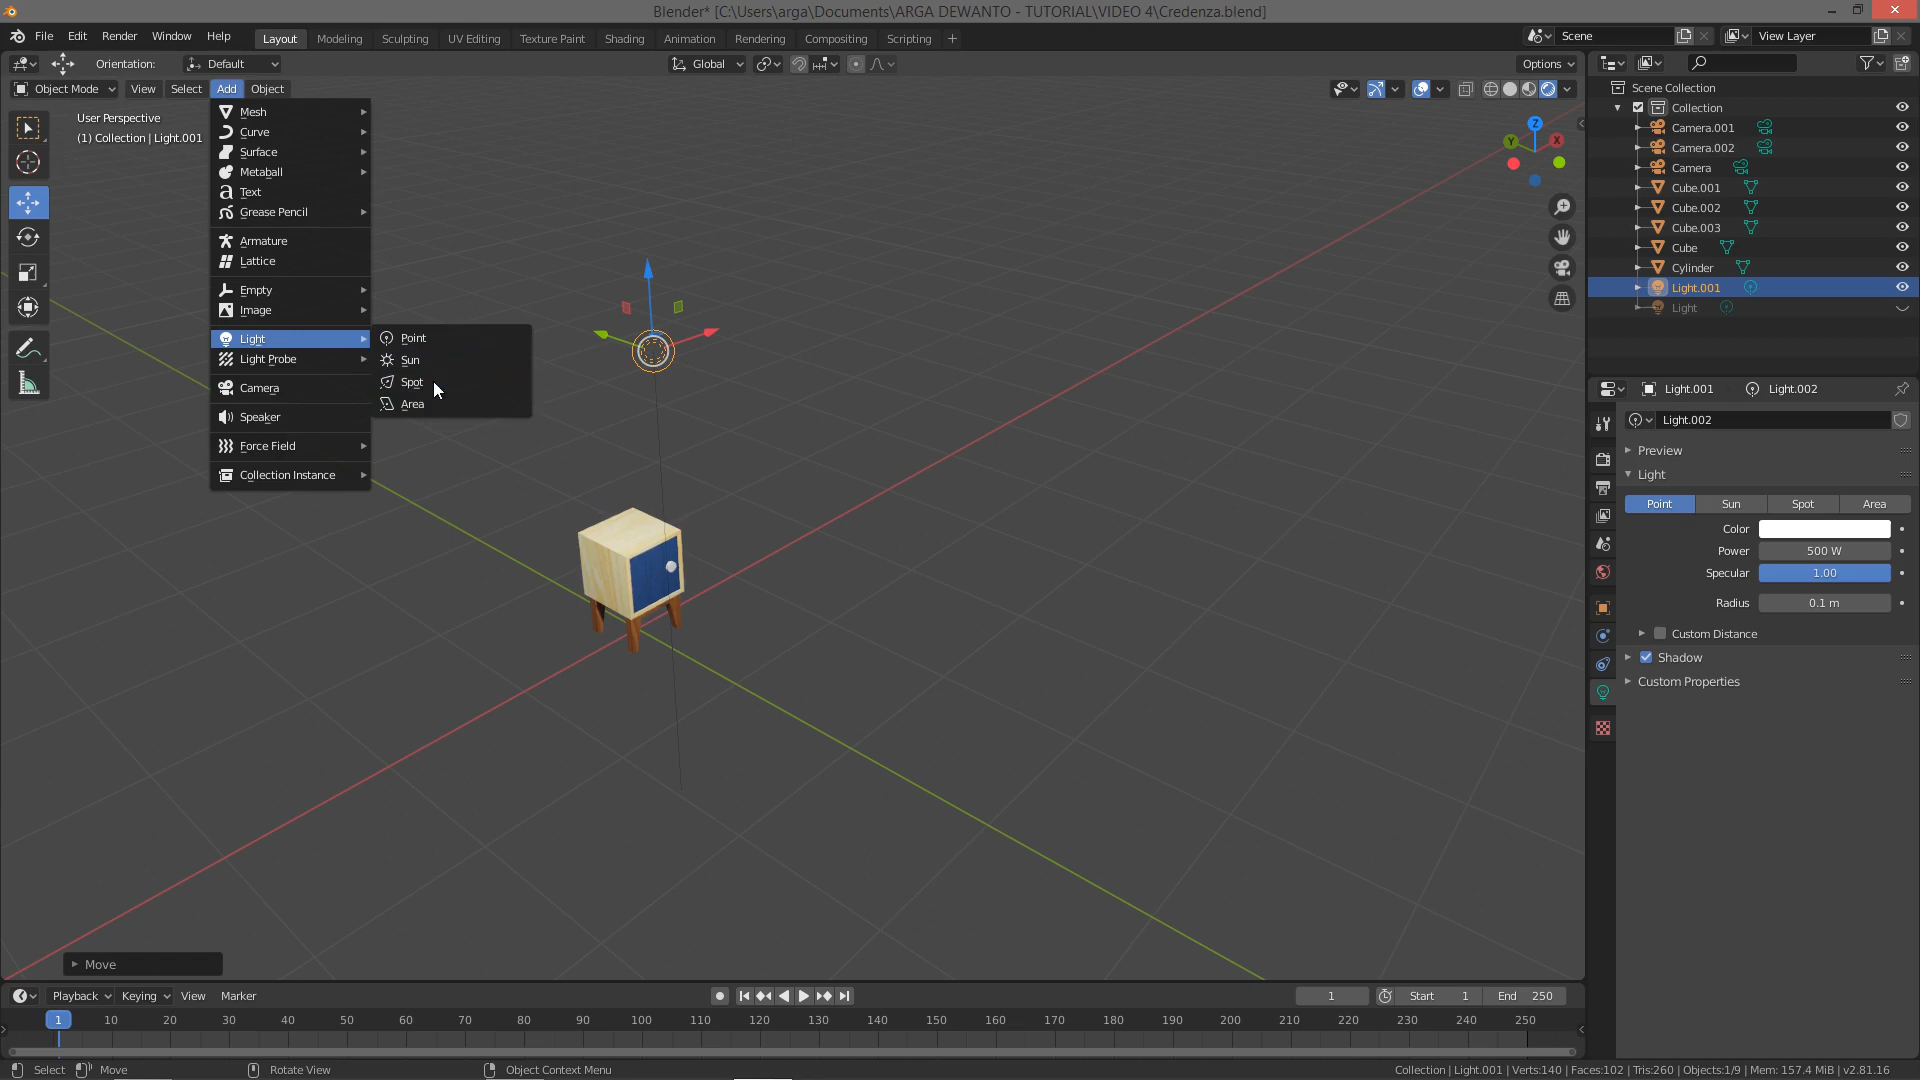 Blender* [C:\Users\arga\Documents\ARGA DEWANTO - TUTORIAL\VIDEO 4\Credenza.blend]
File Edit Render Window Help Layout Modeling Sculpting UV Editing Texture Paint Shading Animation Rendering Compositing Scripting + Scene View Layer
Orientation: Default Global Options
Object Mode View Select Add Object
User Perspective
(1) Collection | Light.001
Mesh
Curve
Surface
Metaball
Text
Grease Pencil
Armature
Lattice
Empty
Image
Light
Light Probe
Camera
Speaker
Force Field
Collection Instance
Point
Sun
Spot
Area
Z
Y
X
Scene Collection
Collection
Camera.001
Camera.002
Camera
Cube.001
Cube.002
Cube.003
Cube
Cylinder
Light.001
Light
Light.001 Light.002
Light.002
Preview
Light
Point Sun Spot Area
Color
Power 500 W
Specular 1.00
Radius 0.1 m
Custom Distance
Shadow
Custom Properties
Move
Playback Keying View Marker 1 Start 1 End 250
1 10 20 30 40 50 60 70 80 90 100 110 120 130 140 150 160 170 180 190 200 210 220 230 240 250
Select Move Rotate View Object Context Menu Collection | Light.001 | Verts:140 | Faces:102 | Tris:260 | Objects:1/9 | Mem: 157.4 MiB | v2.81.16